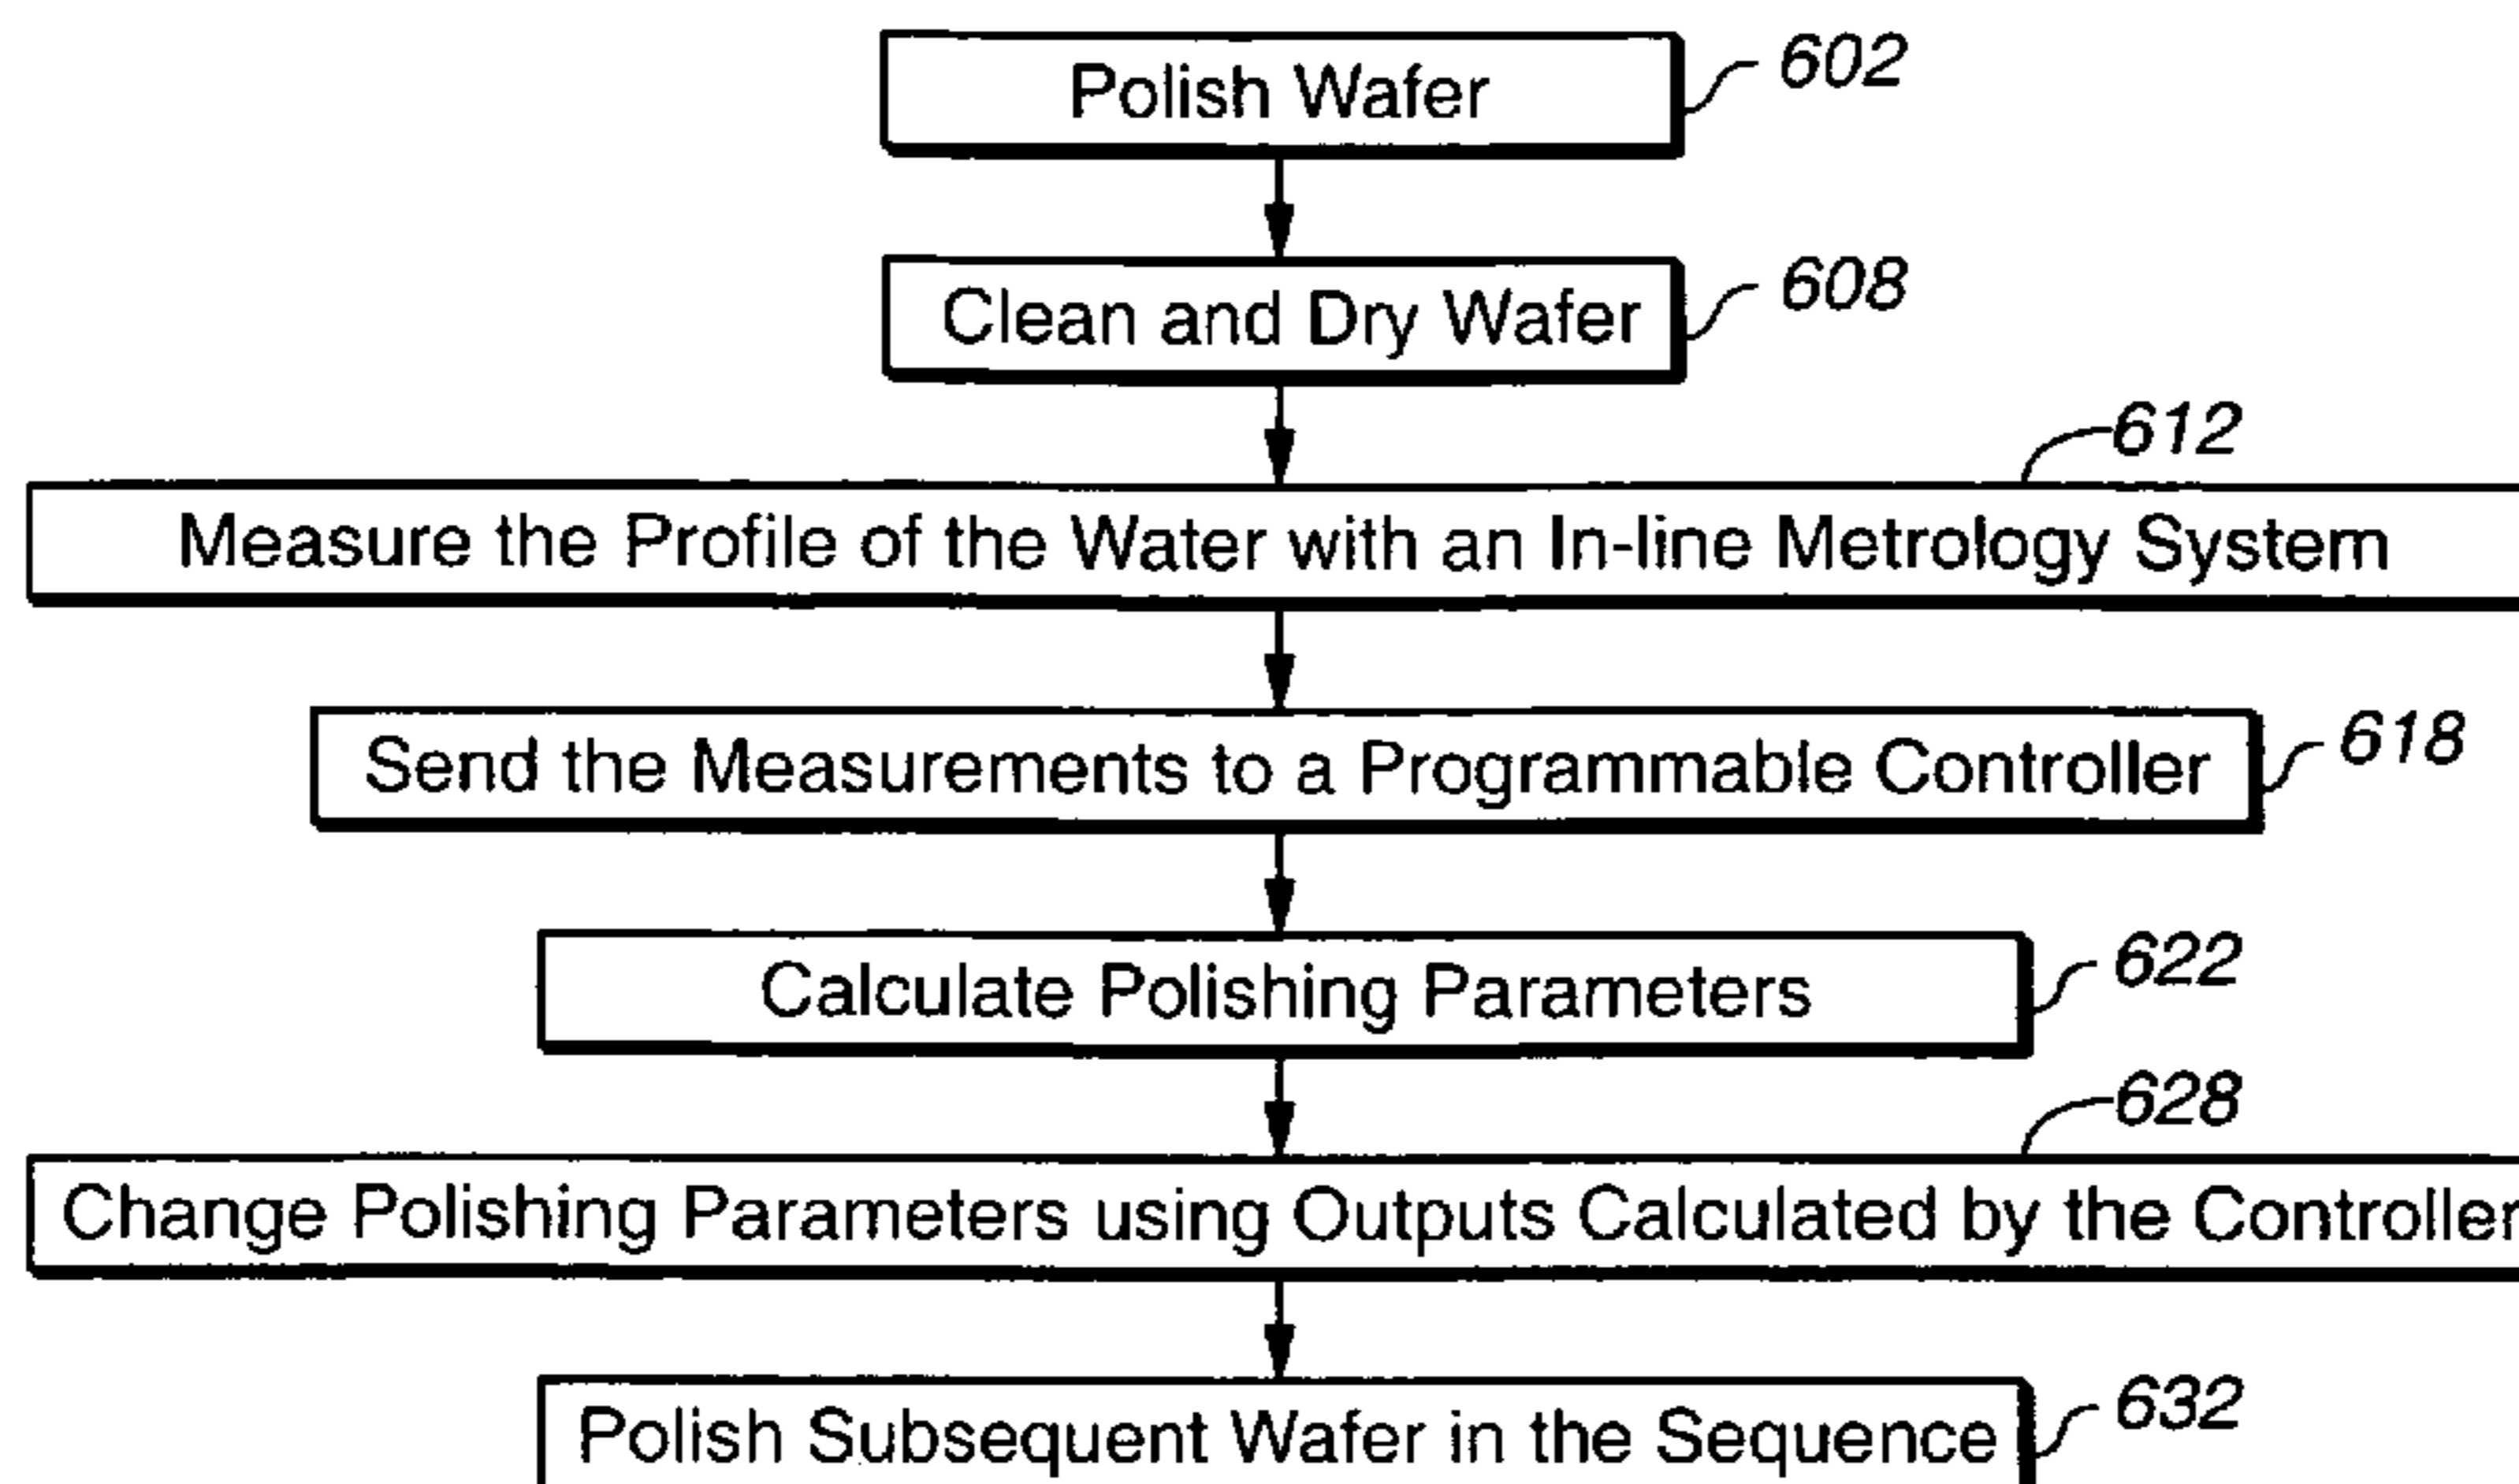 Polish Wafer
602
Clean and Dry Wafer
608
612
Measure the Profile of the Water with an In-line Metrology System
Send the Measurements to a Programmable Controller
618
Calculate Polishing Parameters
622
628
Change Polishing Parameters using Outputs Calculated by the Controller
Polish Subsequent Wafer in the Sequence
632